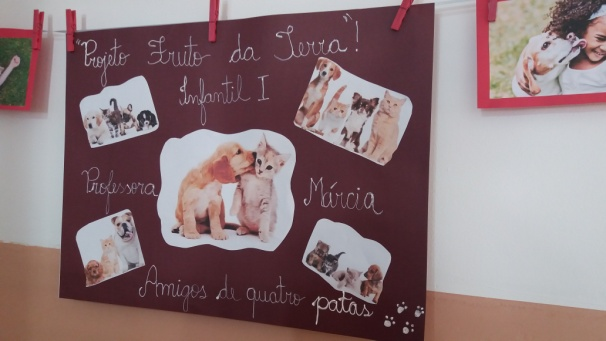 "Projeto Fruto da Terra"!
Infantil I
Professora Márcia
Amigos de quatro patas